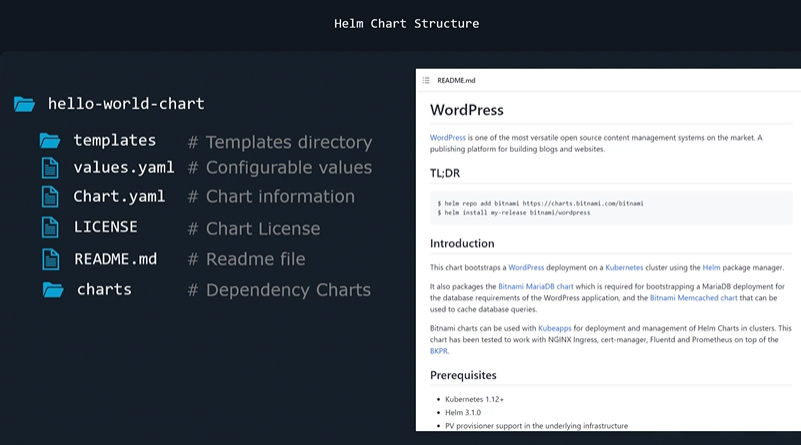 Helm Chart Structure
hello-world-chart
templates # Templates directory
values.yaml # Configurable values
Chart.yaml # Chart information
LICENSE # Chart License
README.md # Readme file
charts # Dependency Charts
README.md
WordPress
WordPress is one of the most versatile open source content management systems on the market. A
publishing platform for building blogs and websites.
TL;DR
$ helm repo add bitnami https://charts.bitnami.com/bitnami
$ helm install my-release bitnami/wordpress
Introduction
This chart bootstraps a WordPress deployment on a Kubernetes cluster using the Helm package manager.
It also packages the Bitnami MariaDB chart which is required for bootstrapping a MariaDB deployment for
the database requirements of the WordPress application, and the Bitnami Memcached chart that can be
used to cache database queries.
Bitnami charts can be used with Kubeapps for deployment and management of Helm Charts in clusters. This
chart has been tested to work with NGINX Ingress, cert-manager, Fluentd and Prometheus on top of the
BKPR.
Prerequisites
• Kubernetes 1.12+
• Helm 3.1.0
• PV provisioner support in the underlying infrastructure